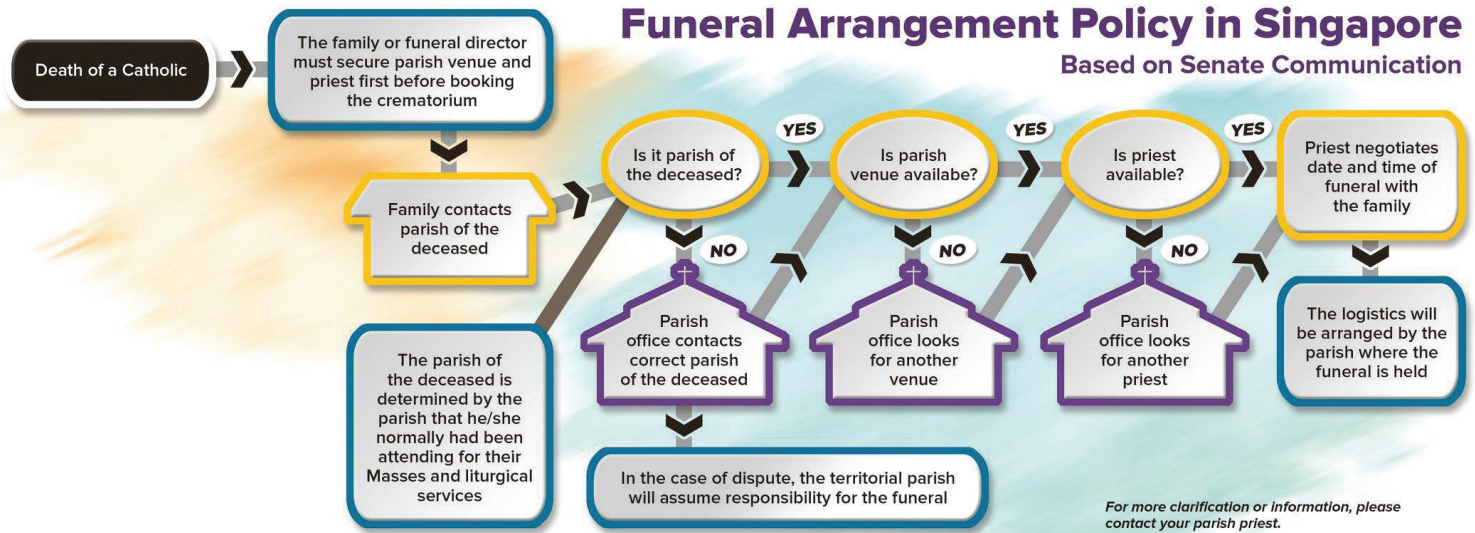 Funeral Arrangement Policy in Singapore
Based on Senate Communication
Death of a Catholic
The family or funeral director
must secure parish venue and
priest first before booking
the crematorium
Family contacts
parish of the
deceased
Is it parish of
the deceased?
YES
Is parish
venue availabe?
YES
Is priest
available?
YES
Priest negotiates
date and time of
funeral with
the family
NO
NO
NO
The parish of
the deceased is
determined by the
parish that he/she
normally had been
attending for their
Masses and liturgical
services
Parish
office contacts
correct parish
of the deceased
Parish
office looks
for another
venue
Parish
office looks
for another
priest
The logistics will
be arranged by the
parish where the
funeral is held
In the case of dispute, the territorial parish
will assume responsibility for the funeral
For more clarification or information, please
contact your parish priest.